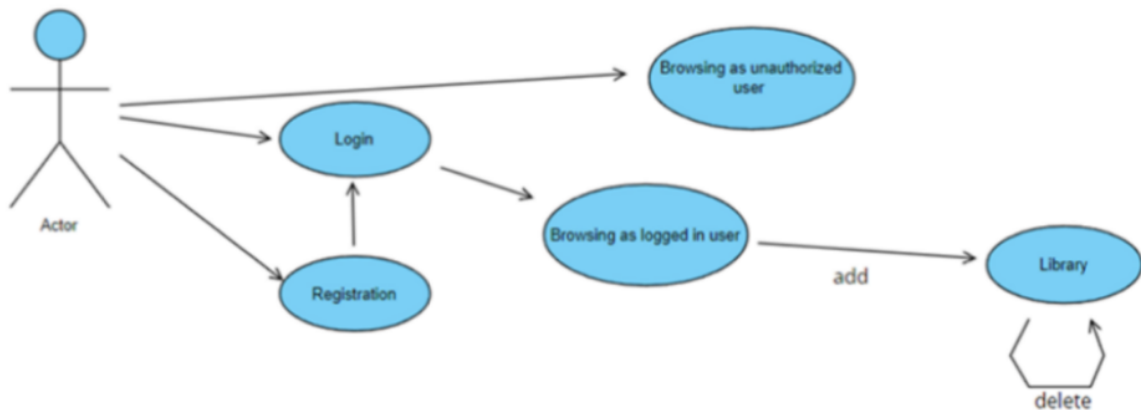 Browsing as unauthorized
user
Login
Actor
Browsing as logged in user
Library
add
Registration
delete